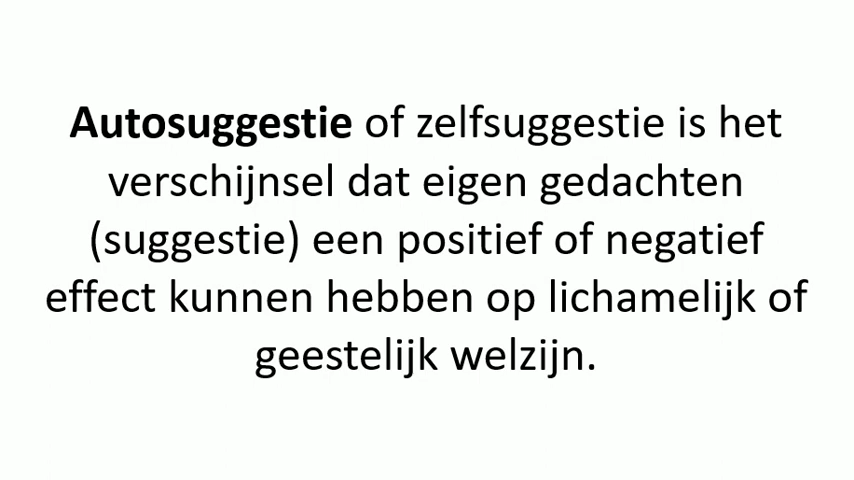 Autosuggestie of zelfsuggestie is het
verschijnsel dat eigen gedachten
(suggestie) een positief of negatief
effect kunnen hebben op lichamelijk of
geestelijk welzijn.